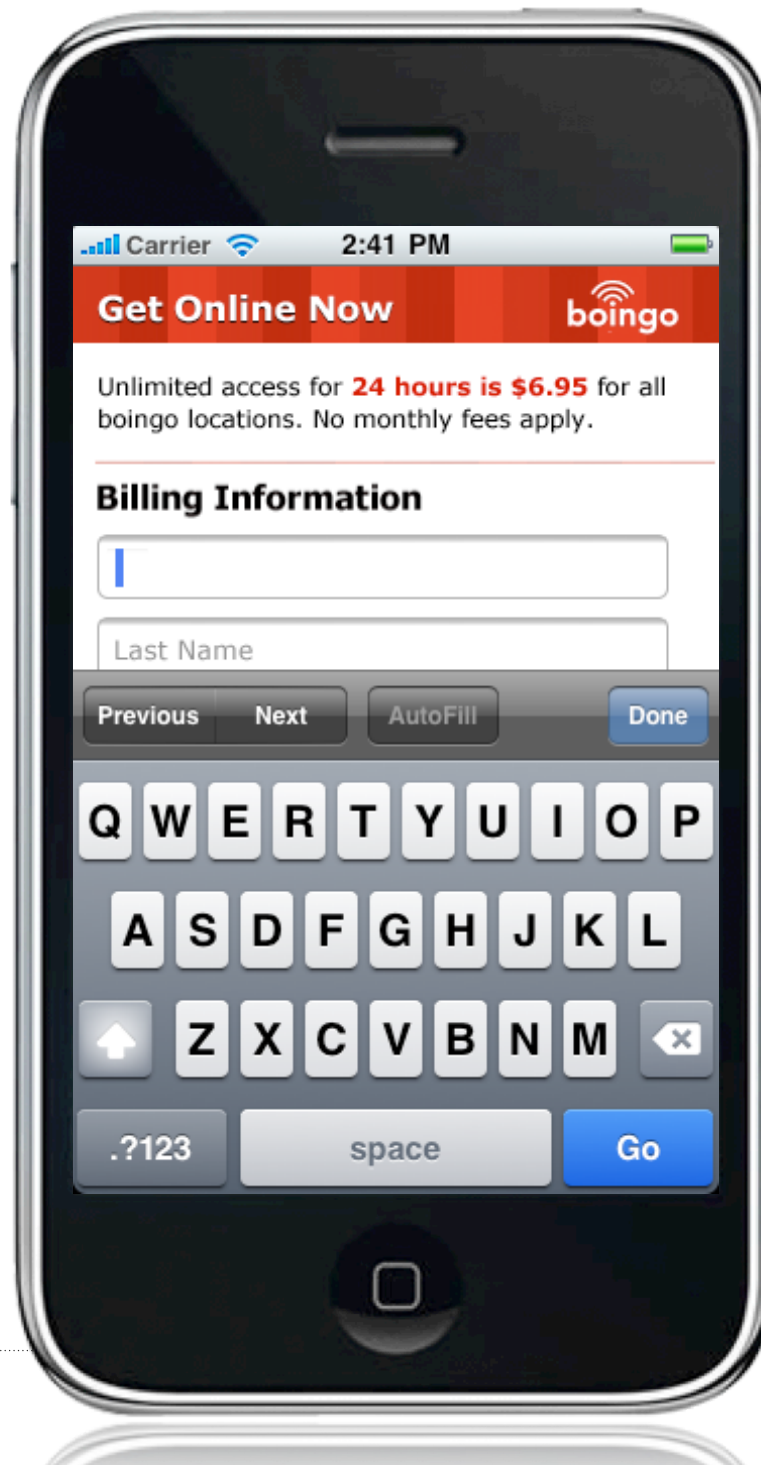 Carrier 2:41 PM
Get Online Now boingo
Unlimited access for 24 hours is $6.95 for all
boingo locations. No monthly fees apply.
Billing Information
Last Name
Previous Next AutoFill Done
Q W E R T Y U I O P
A S D F G H J K L
Z X C V B N M
.?123 space Go